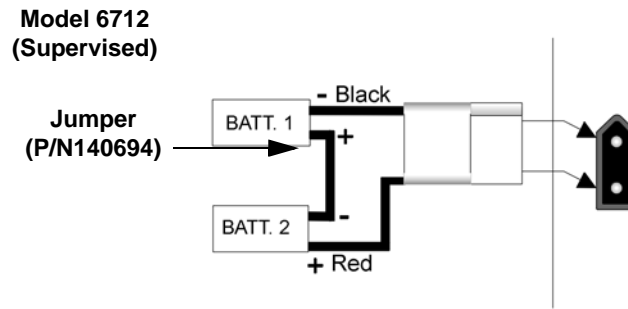 Model 6712
(Supervised)
- Black
Jumper
(P/N140694)
BATT. 1
+
-
BATT. 2
+ Red